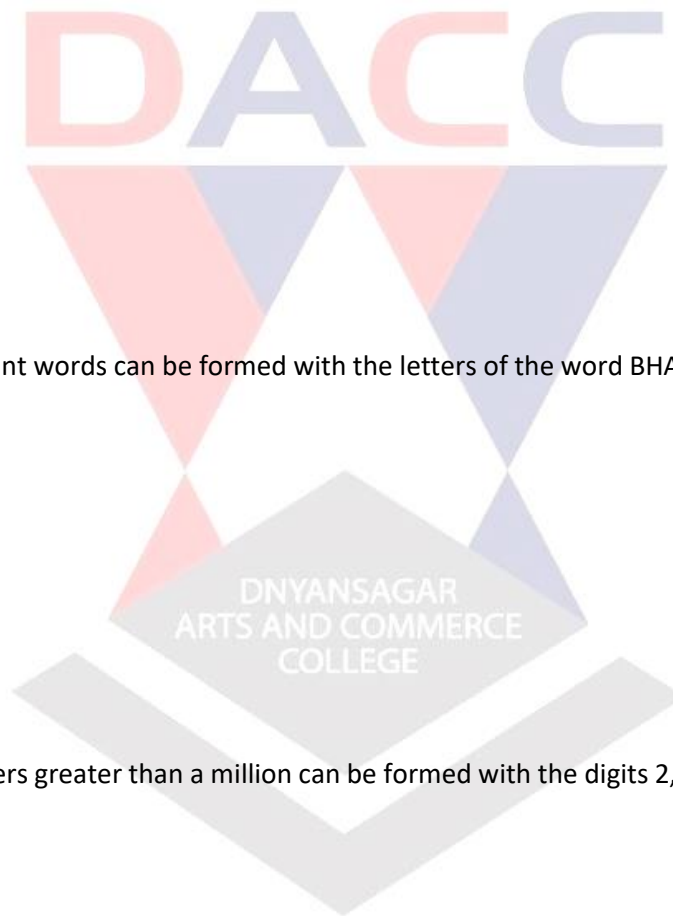 DACC
nt words can be formed with the letters of the word BHA
DNYANSAGAR
ARTS AND COMMERCE
COLLEGE
ers greater than a million can be formed with the digits 2,